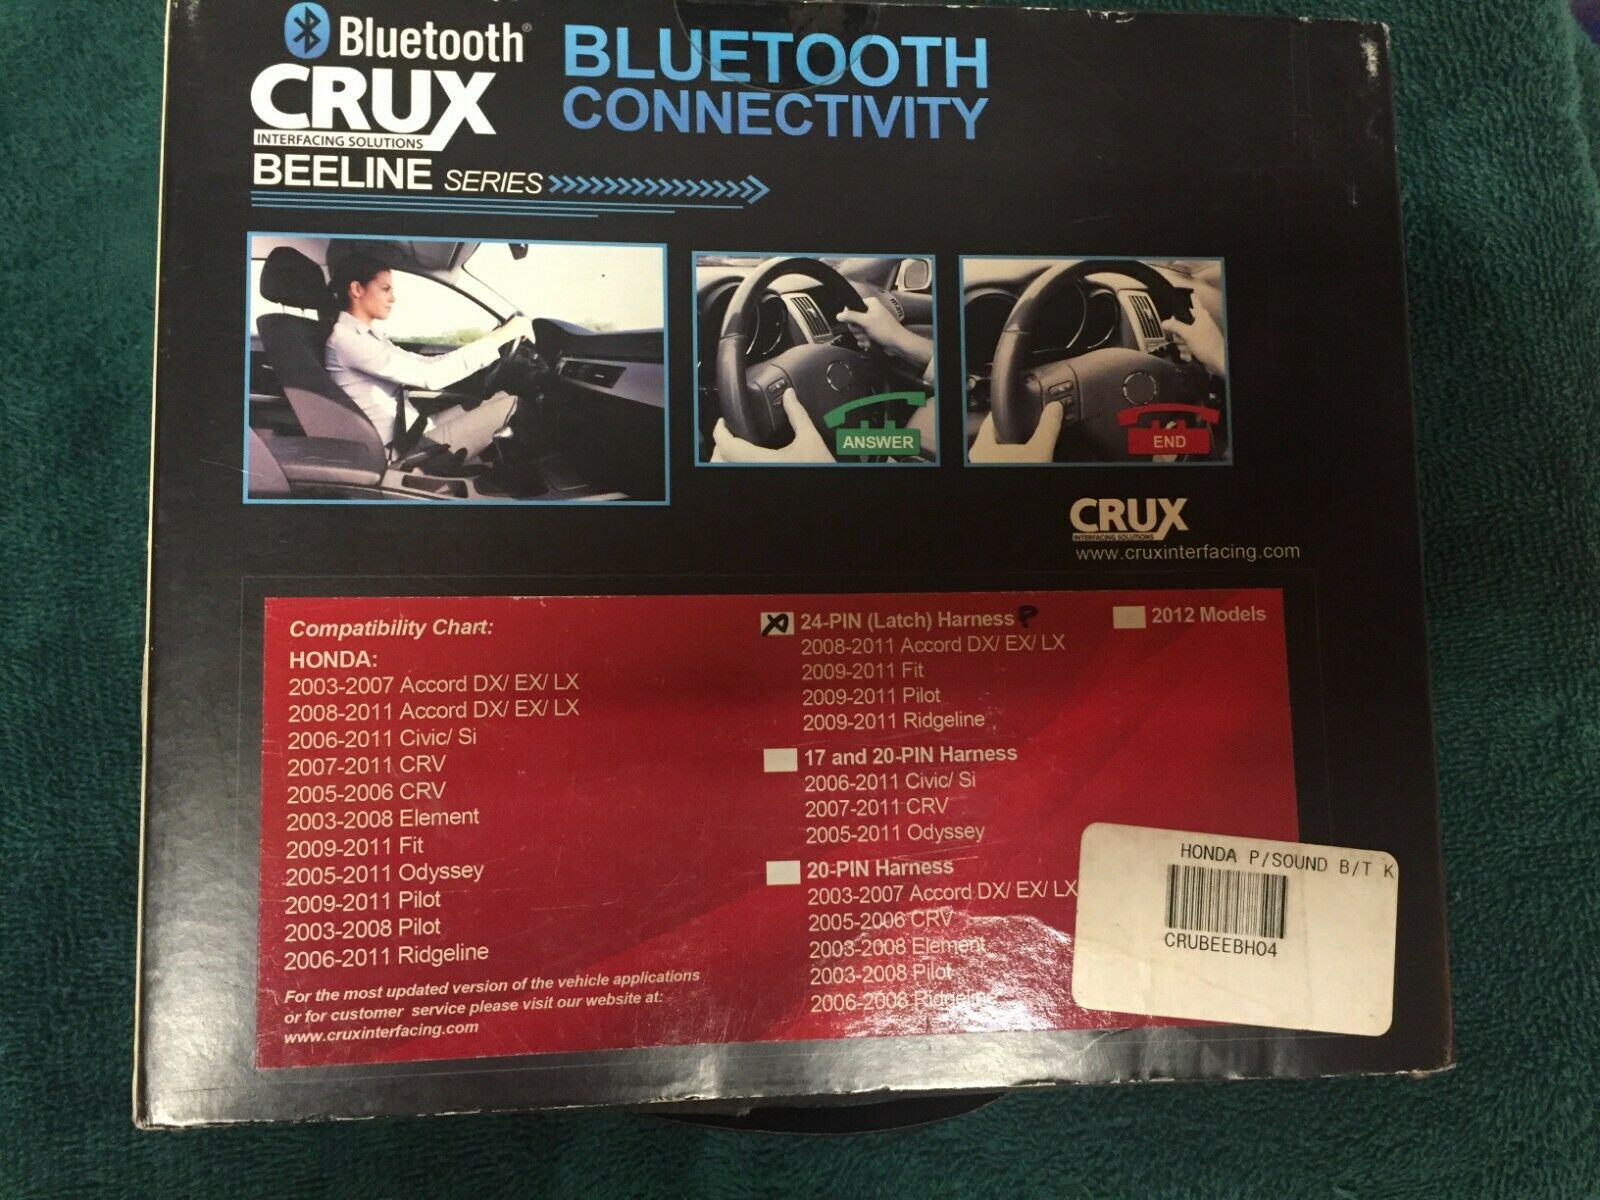 Bluetooth®
CRUX
INTERFACING SOLUTIONS
BEELINE SERIES
BLUETOOTH
CONNECTIVITY
ANSWER
END
CRUX
INTERFACING SOLUTIONS
www.cruxinterfacing.com
Compatibility Chart:
HONDA:
2003-2007 Accord DX/ EX/ LX
2008-2011 Accord DX/ EX/ LX
2006-2011 Civic/ Si
2007-2011 CRV
2005-2006 CRV
2003-2008 Element
2009-2011 Fit
2005-2011 Odyssey
2009-2011 Pilot
2003-2008 Pilot
2006-2011 Ridgeline
For the most updated version of the vehicle applications
or for customer service please visit our website at:
www.cruxinterfacing.com
24-PIN (Latch) Harness P
2008-2011 Accord DX/ EX/ LX
2009-2011 Fit
2009-2011 Pilot
2009-2011 Ridgeline
17 and 20-PIN Harness
2006-2011 Civic/ Si
2007-2011 CRV
2005-2011 Odyssey
20-PIN Harness
2003-2007 Accord DX/ EX/ LX
2005-2006 CRV
2003-2008 Element
2003-2008 Pilot
2006-2008 Ridgeline
2012 Models
HONDA P/SOUND B/T K
CRUBEEBH04